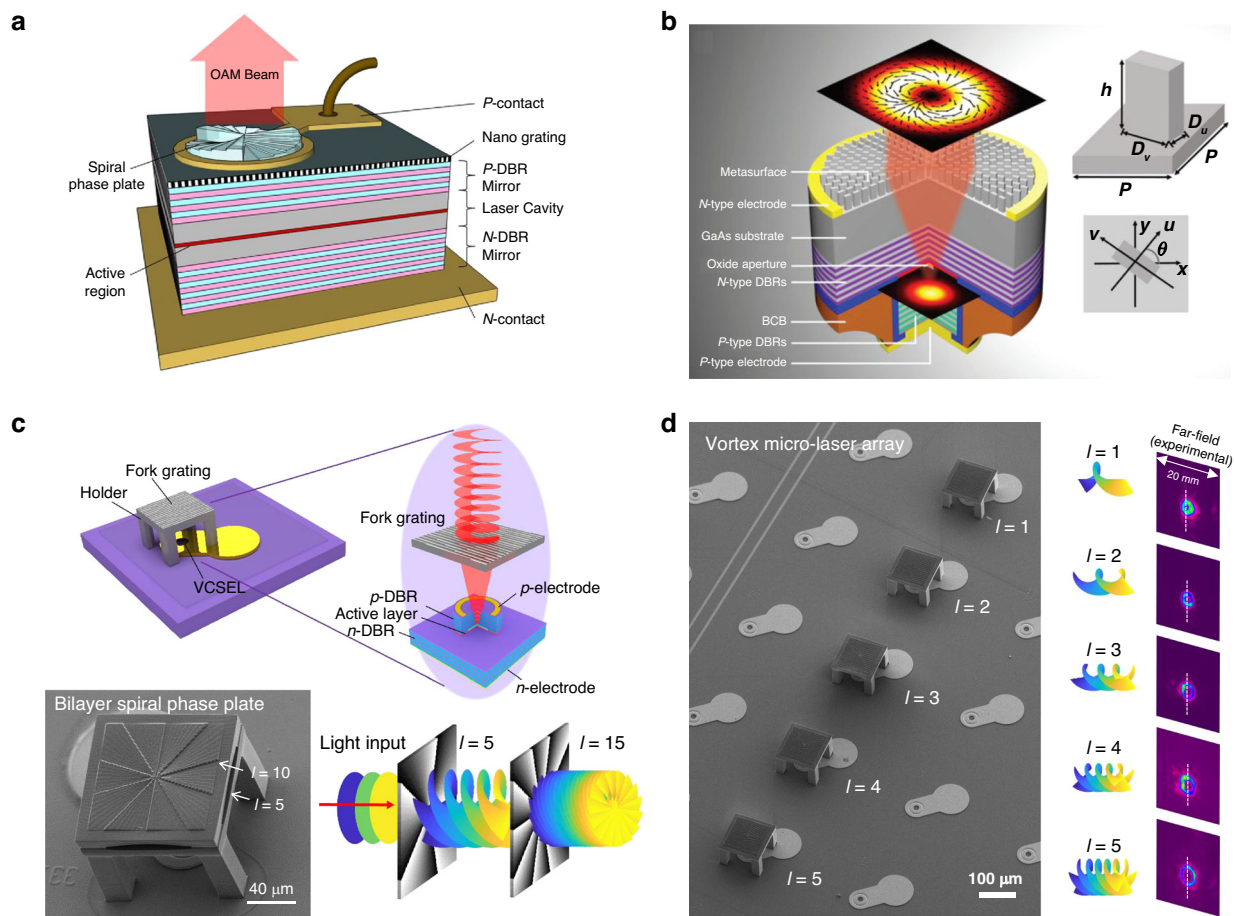 a
OAM Beam
P-contact
Nano grating
Spiral
phase plate
P-DBR
Mirror
Laser Cavity
N-DBR
Mirror
Active
region
N-contact
b
Metasurface
N-type electrode
GaAs substrate
Oxide aperture
N-type DBRs
BCB
P-type DBRs
P-type electrode
h
Du
Dv
P
P
v
y
u
θ
x
c
Fork grating
Holder
VCSEL
Fork grating
p-electrode
p-DBR
Active layer
n-DBR
n-electrode
Bilayer spiral phase plate
l = 10
l = 5
40 μm
Light input
l = 5
l = 15
d
Vortex micro-laser array
l = 1
l = 2
l = 3
l = 4
l = 5
100 μm
Far-field
(experimental)
20 mm
l = 1
l = 2
l = 3
l = 4
l = 5